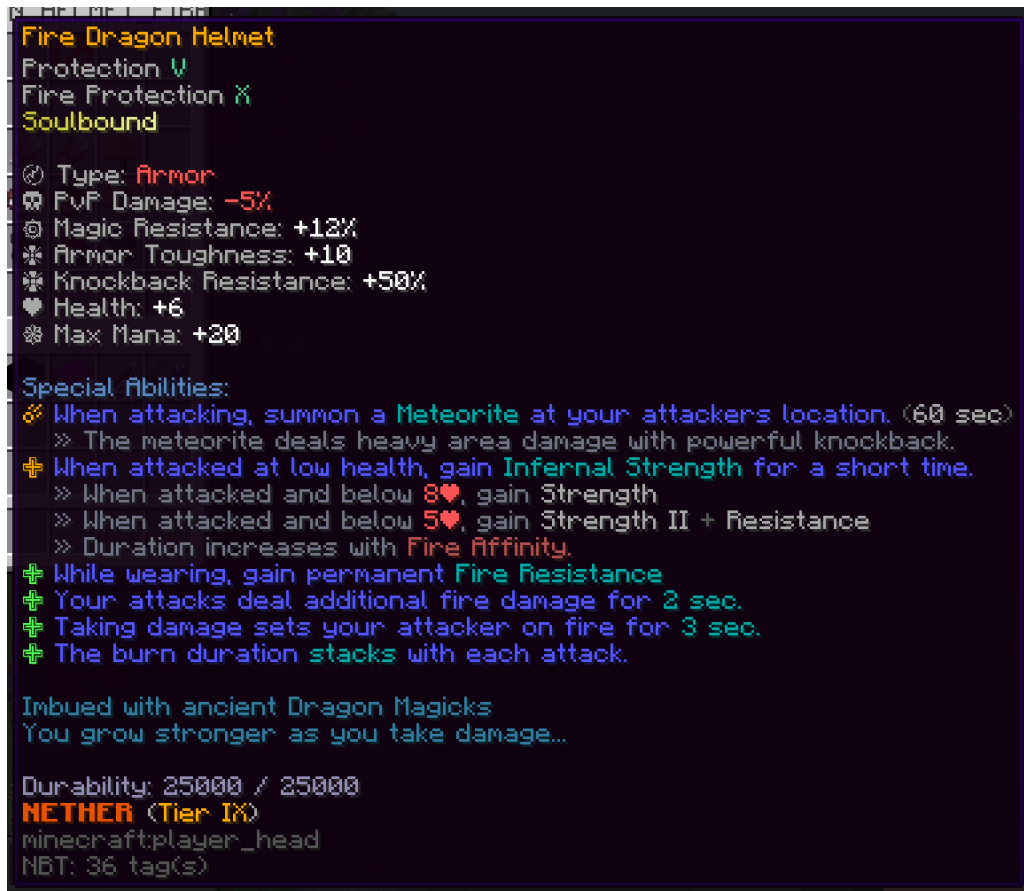 Fire Dragon Helmet
Protection V
Fire Protection X
Soulbound
Type: Armor
PvP Damage: -5%
Magic Resistance: +12%
Armor Toughness: +10
Knockback Resistance: +50%
Health: +6
Max Mana: +20
Special Abilities:
When attacking, summon a Meteorite at your attackers location. (60 sec)
» The meteorite deals heavy area damage with powerful knockback.
When attacked at low health, gain Infernal Strength for a short time.
» When attacked and below 8♥, gain Strength
» When attacked and below 5♥, gain Strength II + Resistance
» Duration increases with Fire Affinity.
While wearing, gain permanent Fire Resistance
Your attacks deal additional fire damage for 2 sec.
Taking damage sets your attacker on fire for 3 sec.
The burn duration stacks with each attack.
Imbued with ancient Dragon Magicks
You grow stronger as you take damage...
Durability: 25000 / 25000
NETHER (Tier IX)
minecraft:player_head
NBT: 36 tag(s)